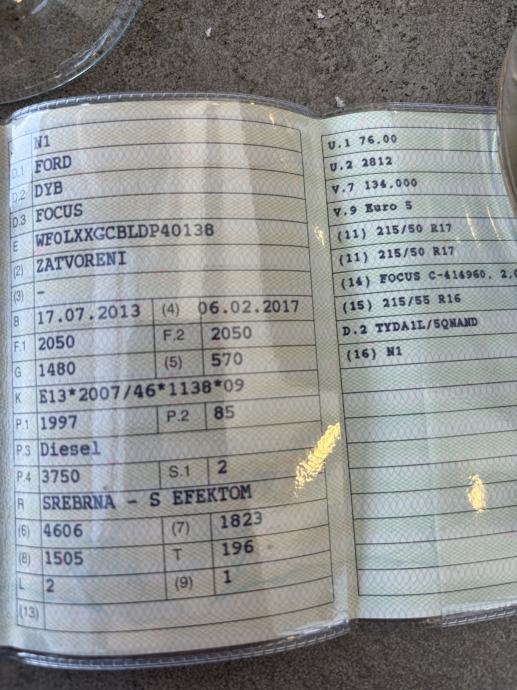 N1
D.1 FORD
D.2 DYB
D.3 FOCUS
E WF0LXXGCBLDP40138
(2) ZATVORENI
(3) -
B 17.07.2013 (4) 06.02.2017
F.1 2050 F.2 2050
G 1480 (5) 570
K E13*2007/46*1138*09
P.1 1997 P.2 85
P.3 Diesel
P.4 3750 S.1 2
R SREBRNA - S EFEKTOM
(6) 4606 (7) 1823
(8) 1505 T 196
L 2 (9) 1
(13)
U.1 76,00
U.2 2812
V.7 134,000
V.9 Euro 5
(11) 215/50 R17
(11) 215/50 R17
(14) FOCUS C-414960, 2,0
(15) 215/55 R16
D.2 TYDA1L/5QNAND
(16) N1